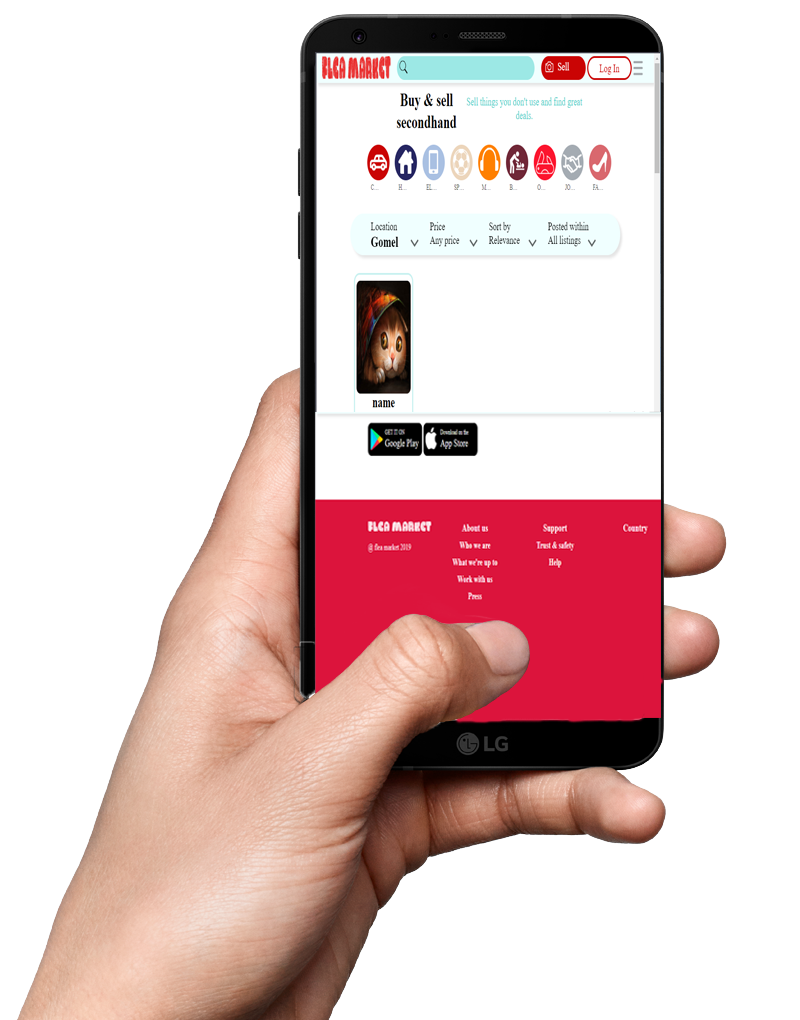 FLEA MARKET
Sell
Log In
Buy & sell
secondhand
Sell things you don't use and find great
deals.
C...
H...
EL...
SP...
M...
B...
O...
JO...
FA...
Location
Gomel
Price
Any price
Sort by
Relevance
Posted within
All listings
name
GET IT ON
Google Play
Download on the
App Store
FLEA MARKET
@ flea market 2019
About us
Who we are
What we're up to
Work with us
Press
Support
Trust & safety
Help
Country
LG